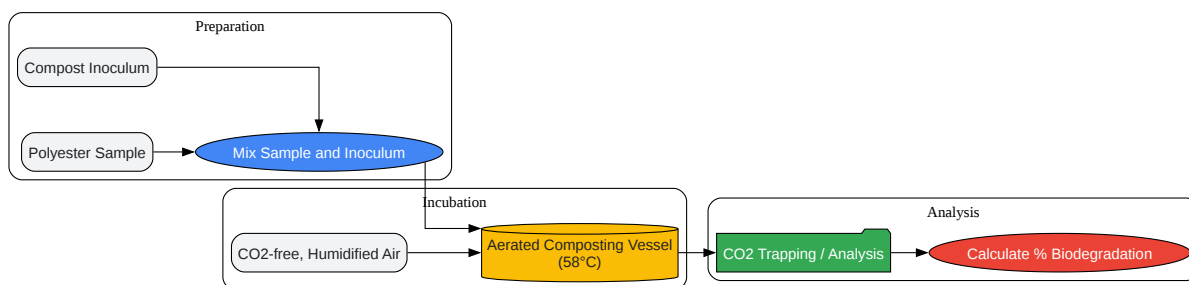 Preparation
Compost Inoculum
Polyester Sample
Mix Sample and Inoculum
Incubation
CO2-free, Humidified Air
Aerated Composting Vessel
(58°C)
Analysis
CO2 Trapping / Analysis
Calculate % Biodegradation